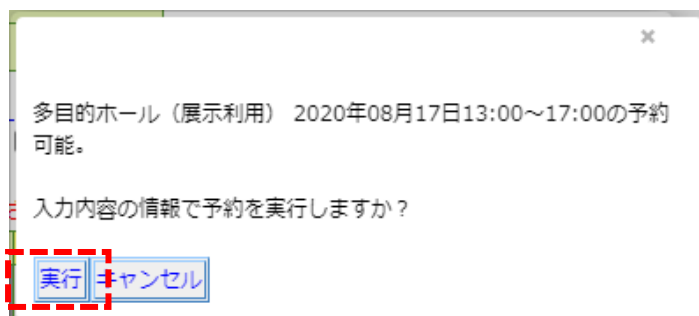 ×
多目的ホール（展示利用） 2020年08月17日13:00～17:00の予約
可能。
入力内容の情報で予約を実行しますか？
実行 キャンセル